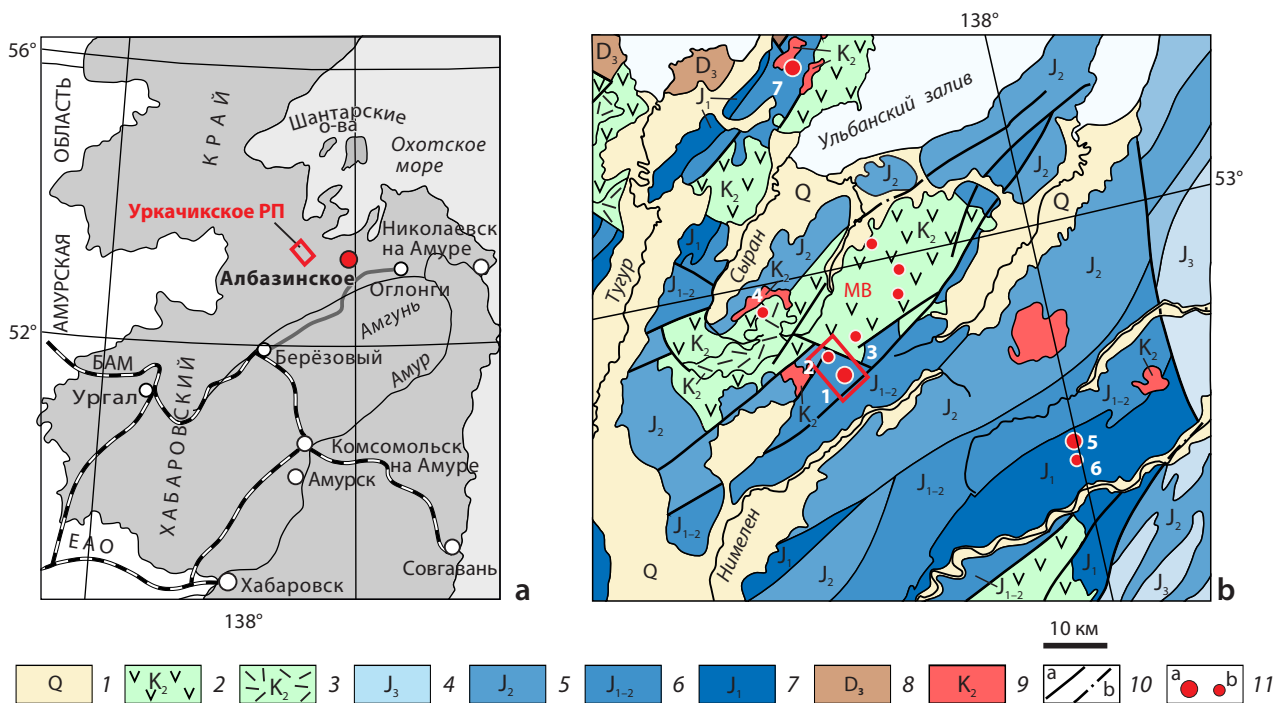 56°
ОБЛАСТЬ
КРАЙ
Шантарские
о-ва
Охотское
море
Уркачикское РП
Николаевск
на Амуре
Албазинское
Оглонги
АМУРСКАЯ
52°
Амгунь
Берёзовый
БАМ
Амур
Ургал
ХАБАРОВСКИЙ
Комсомольск
на Амуре
Амурск
ЕАО
Совгавань
Хабаровск
a
138°
138°
D₃
D₃
K₂
K₂
J₂
7
J₁
Ульбанский залив
53°
K₂
Q
J₂
Q
J₁
Сыран
J₂
K₂
J₂
J₃
Тугур
J₁₋₂
K₂
4
МВ
K₂
3
2
K₂
K₂
1
K₂
J₁₋₂
J₂
J₁₋₂
5
J₂
6
J₁
J₁₋₂
J₂
J₁₋₂
Нимелен
J₁
J₂
J₁
Q
J₁₋₂
J₃
b
10 км
Q 1
K₂ 2
K₂ 3
J₃ 4
J₂ 5
J₁₋₂ 6
J₁ 7
D₃ 8
K₂ 9
a b 10
a b 11